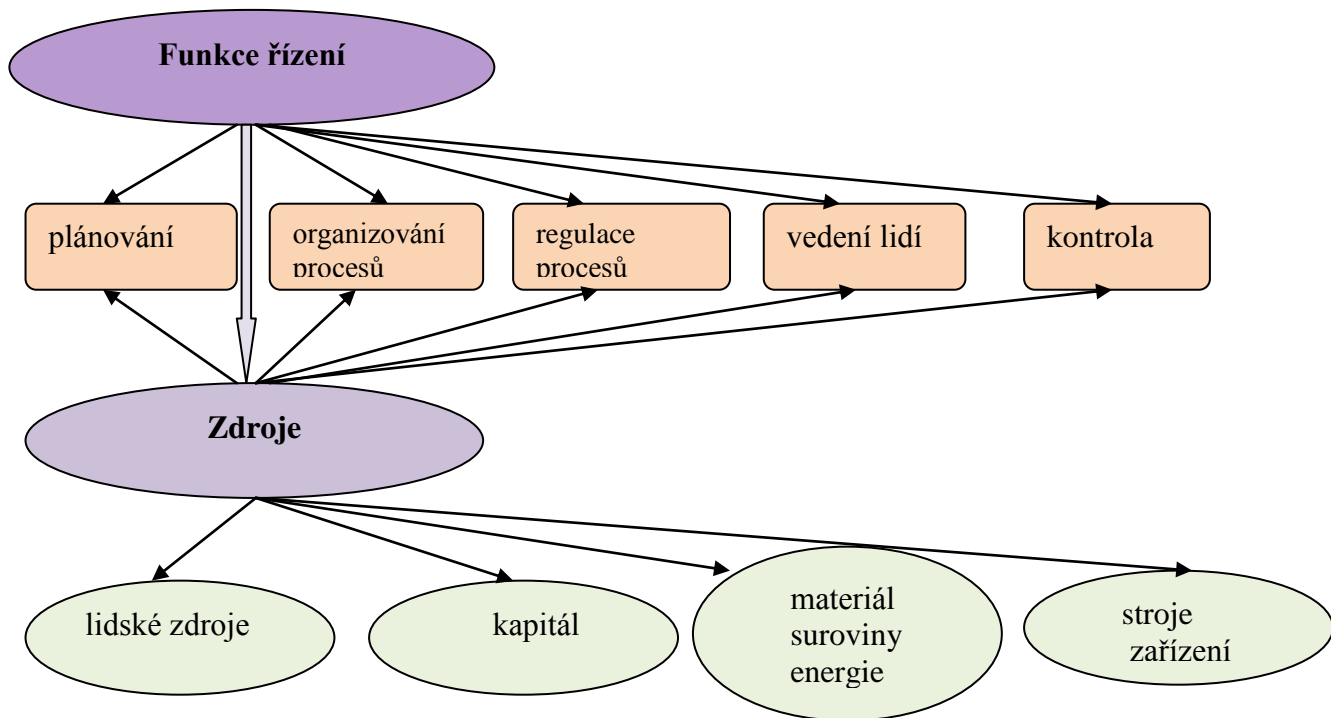 Funkce řízení
plánování
organizování
procesů
regulace
procesů
vedení lidí
kontrola
Zdroje
lidské zdroje
kapitál
materiál
suroviny
energie
stroje
zařízení